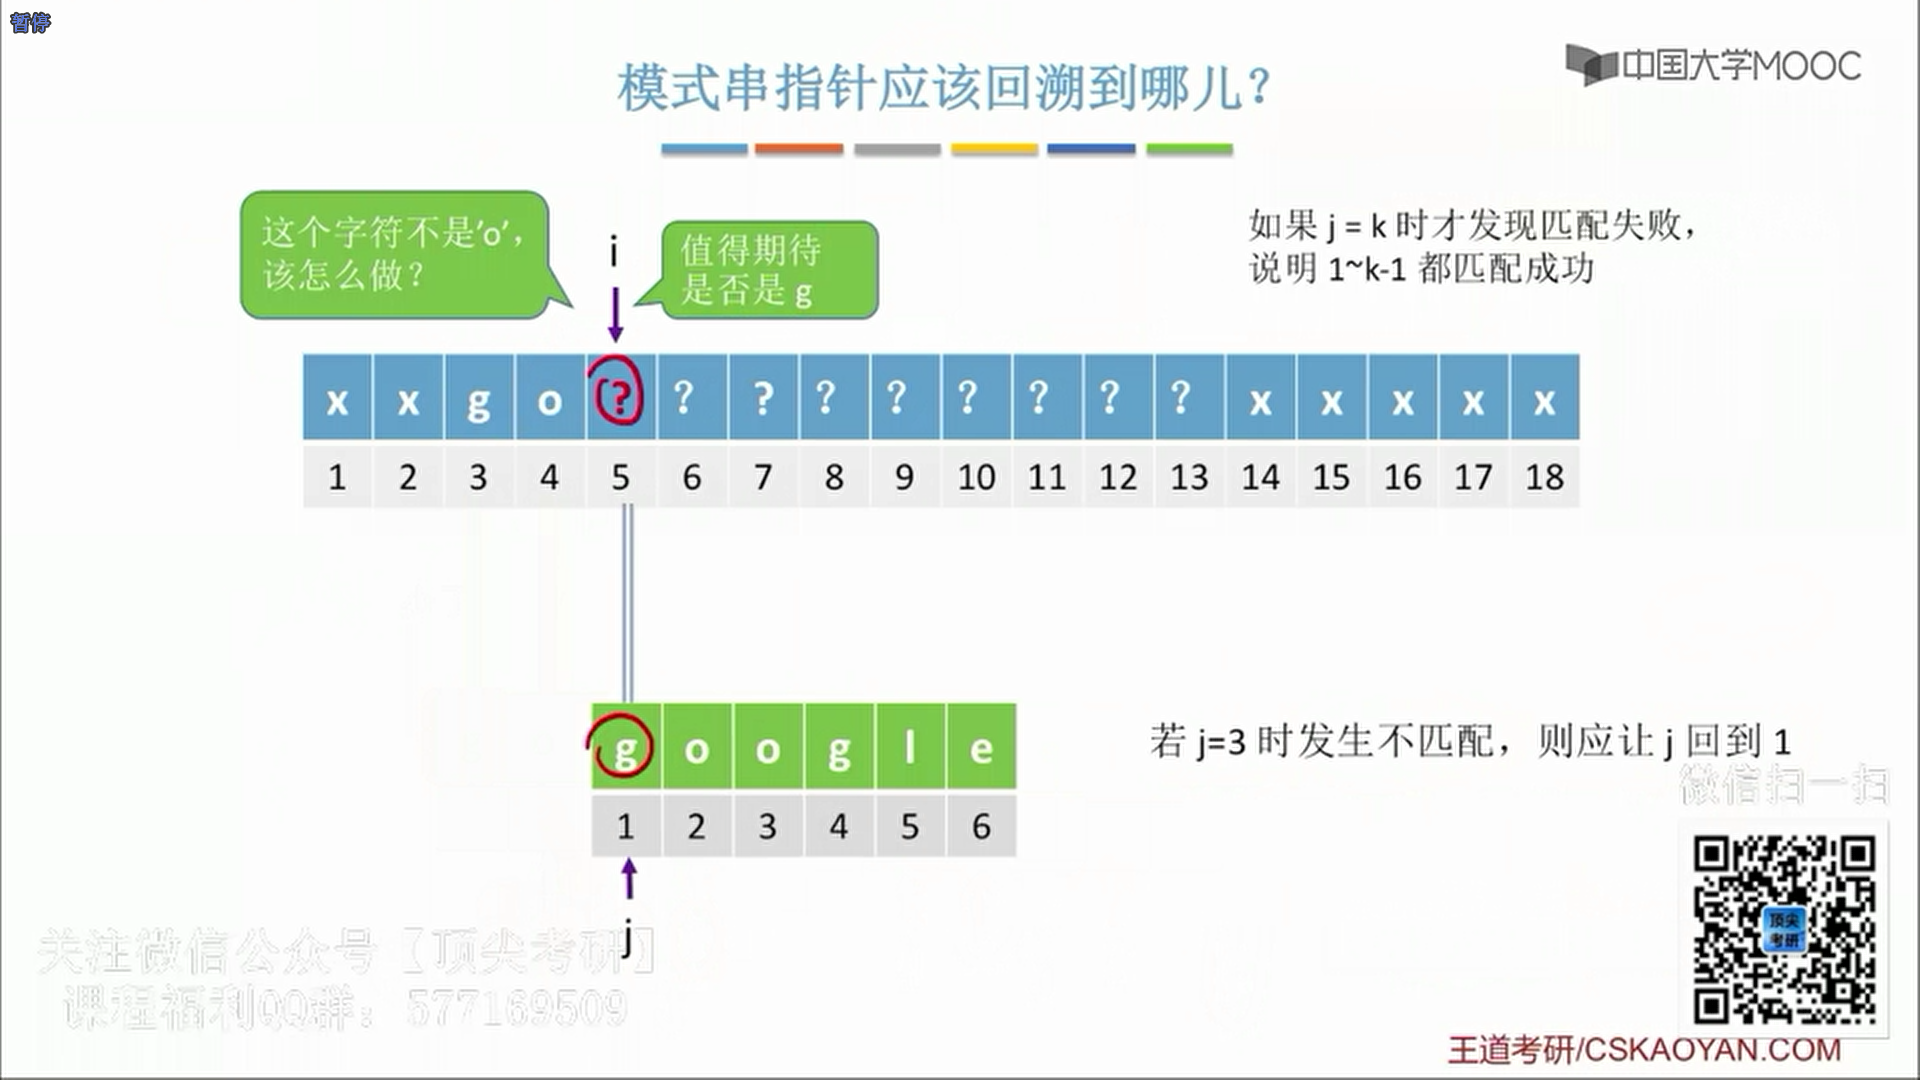 暂停
模式串指针应该回溯到哪儿？
中国大学MOOC
这个字符不是'o'，
该怎么做？
i
值得期待
是否是 g
如果 j = k 时才发现匹配失败，
说明 1~k-1 都匹配成功
x x g o ? ? ? ? ? ? ? ? ? x x x x x
1 2 3 4 5 6 7 8 9 10 11 12 13 14 15 16 17 18
g o o g l e
1 2 3 4 5 6
j
若 j=3 时发生不匹配，则应让 j 回到 1
微信扫一扫
顶尖
考研
关注微信公众号【顶尖考研】
课程福利QQ群：577169509
王道考研/CSKAOYAN.COM